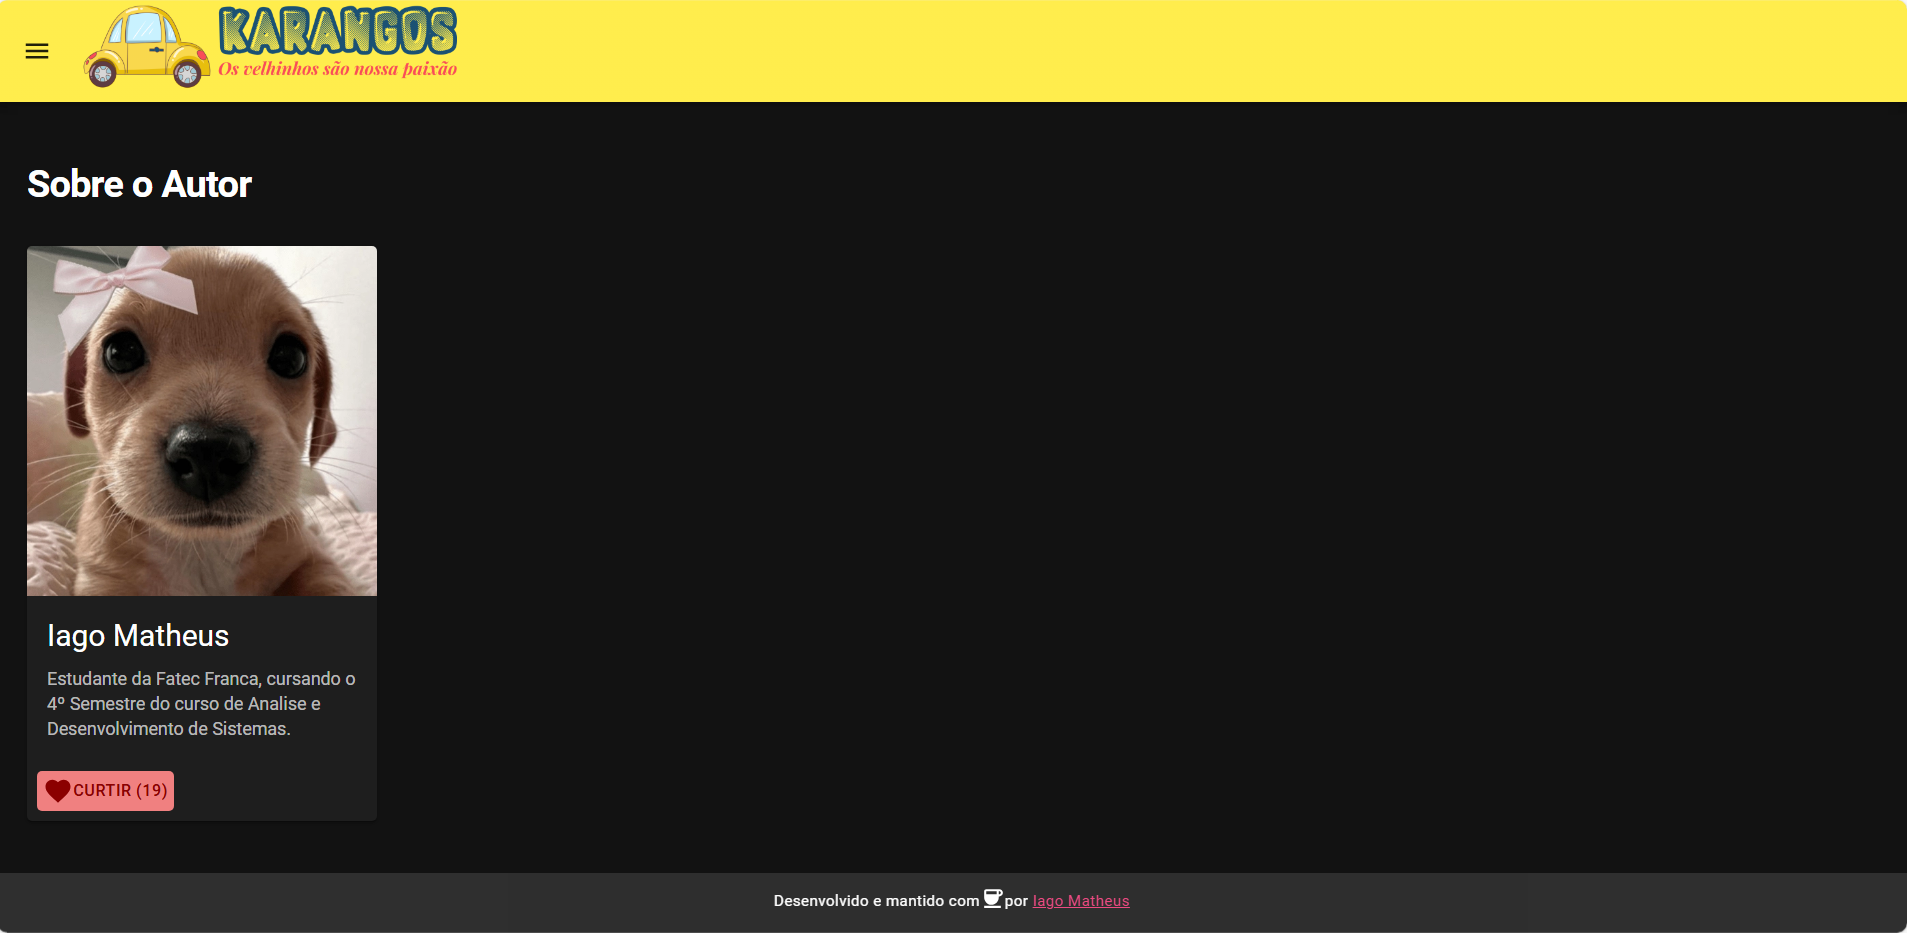 KARANGOS
Os velhinhos são nossa paixão
Sobre o Autor
Iago Matheus
Estudante da Fatec Franca, cursando o
4º Semestre do curso de Analise e
Desenvolvimento de Sistemas.
CURTIR (19)
Desenvolvido e mantido com por Iago Matheus